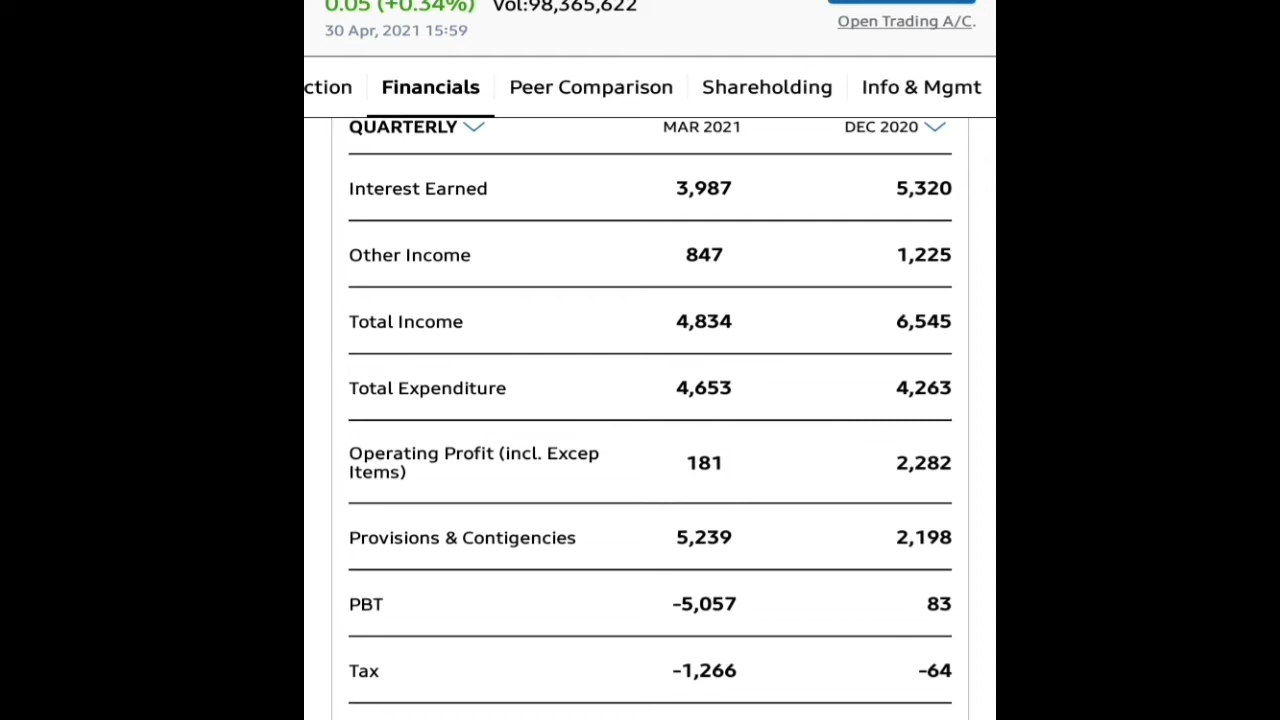 0.05 (+0.34%) Vol:98,365,622
30 Apr, 2021 15:59
Open Trading A/C.
ction Financials Peer Comparison Shareholding Info & Mgmt
QUARTERLY MAR 2021 DEC 2020
Interest Earned 3,987 5,320
Other Income 847 1,225
Total Income 4,834 6,545
Total Expenditure 4,653 4,263
Operating Profit (incl. Excep
Items) 181 2,282
Provisions & Contigencies 5,239 2,198
PBT -5,057 83
Tax -1,266 -64